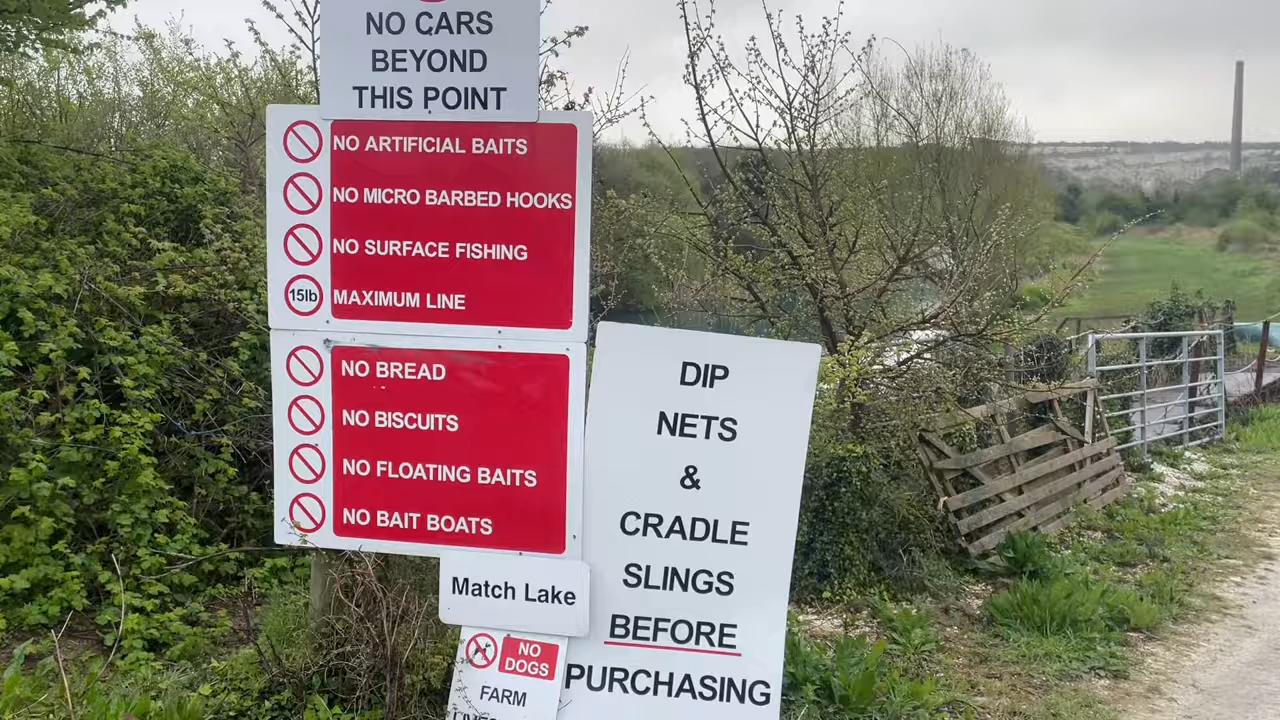 NO CARS
BEYOND
THIS POINT
NO ARTIFICIAL BAITS
NO MICRO BARBED HOOKS
NO SURFACE FISHING
15lb MAXIMUM LINE
NO BREAD
NO BISCUITS
NO FLOATING BAITS
NO BAIT BOATS
Match Lake
NO
DOGS
FARM
DIP
NETS
&
CRADLE
SLINGS
BEFORE
PURCHASING